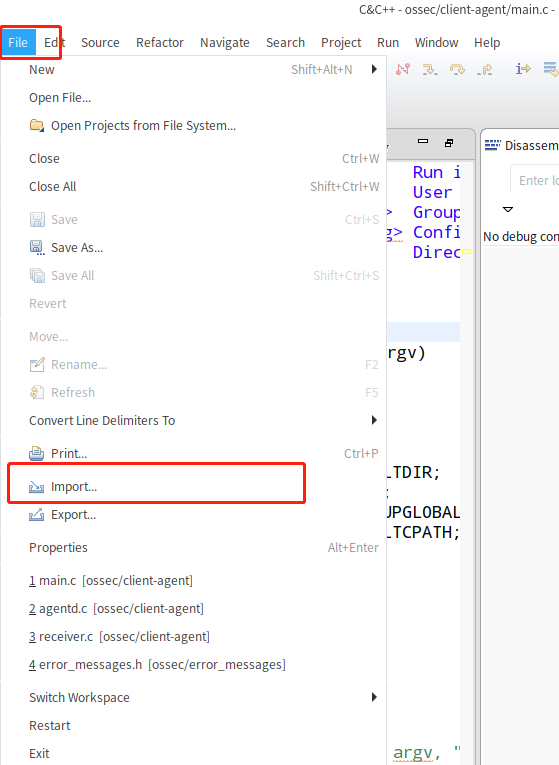 C&C++ - ossec/client-agent/main.c -
File Edit Source Refactor Navigate Search Project Run Window Help
New Shift+Alt+N
Open File...
Open Projects from File System...
Close Ctrl+W
Close All Shift+Ctrl+W
Save Ctrl+S
Save As...
Save All Shift+Ctrl+S
Revert
Move...
Rename... F2
Refresh F5
Convert Line Delimiters To
Print... Ctrl+P
Import...
Export...
Properties Alt+Enter
1 main.c [ossec/client-agent]
2 agentd.c [ossec/client-agent]
3 receiver.c [ossec/client-agent]
4 error_messages.h [ossec/error_messages]
Switch Workspace
Restart
Exit
Run i
User
> Group
g> Confi
Direc
rgv)
LTDIR;
;
UPGLOBAL
LTCPATH;
argv, "
Disassem
Enter lo
No debug con